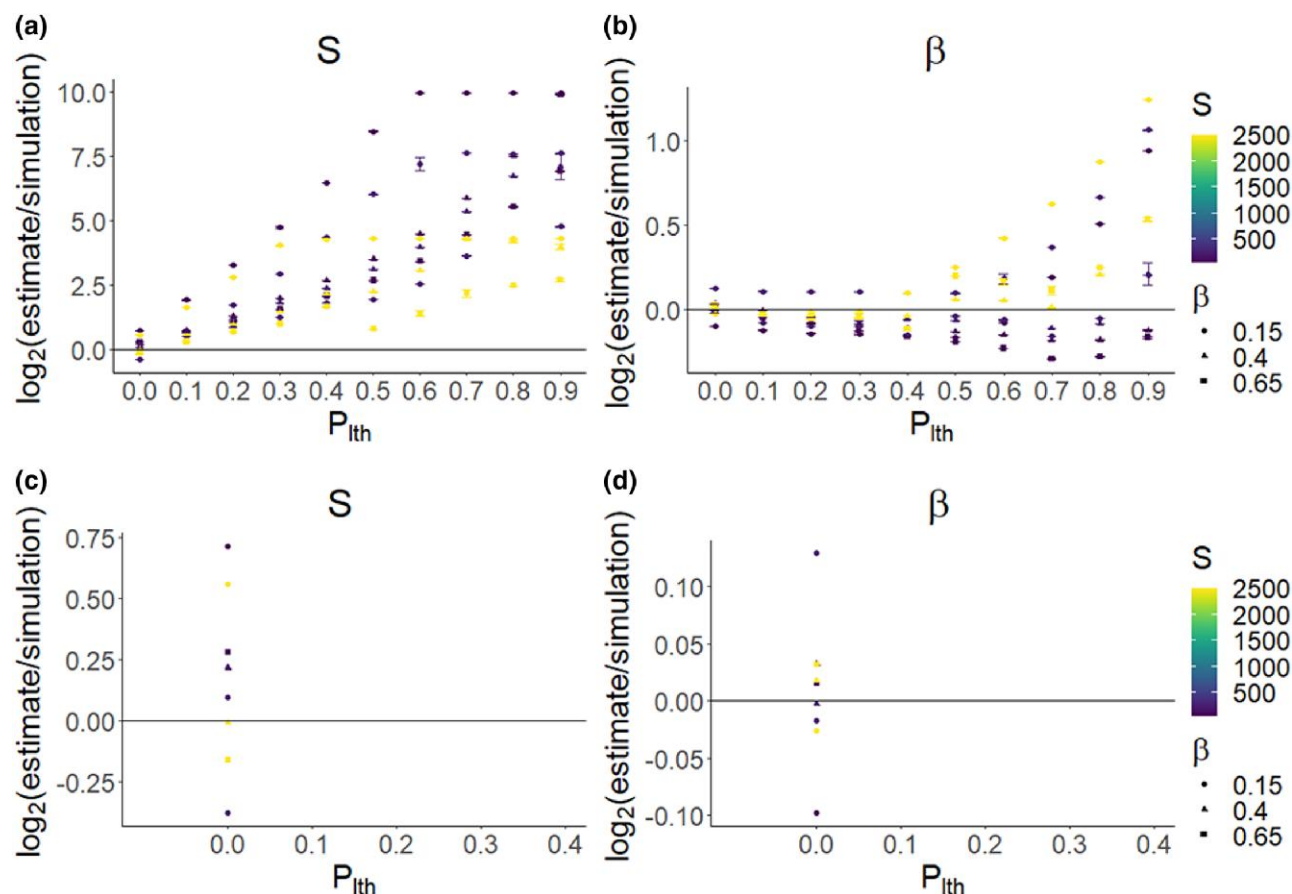 (a)
S
log₂(estimate/simulation)
10.0
7.5
5.0
2.5
0.0
0.0 0.1 0.2 0.3 0.4 0.5 0.6 0.7 0.8 0.9
Plth
(b)
β
log₂(estimate/simulation)
1.0
0.5
0.0
0.0 0.1 0.2 0.3 0.4 0.5 0.6 0.7 0.8 0.9
Plth
S
2500
2000
1500
1000
500
β
0.15
0.4
0.65
(c)
S
log₂(estimate/simulation)
0.75
0.50
0.25
0.00
-0.25
0.0 0.1 0.2 0.3 0.4
Plth
(d)
β
log₂(estimate/simulation)
0.10
0.05
0.00
-0.05
-0.10
0.0 0.1 0.2 0.3 0.4
Plth
S
2500
2000
1500
1000
500
β
0.15
0.4
0.65